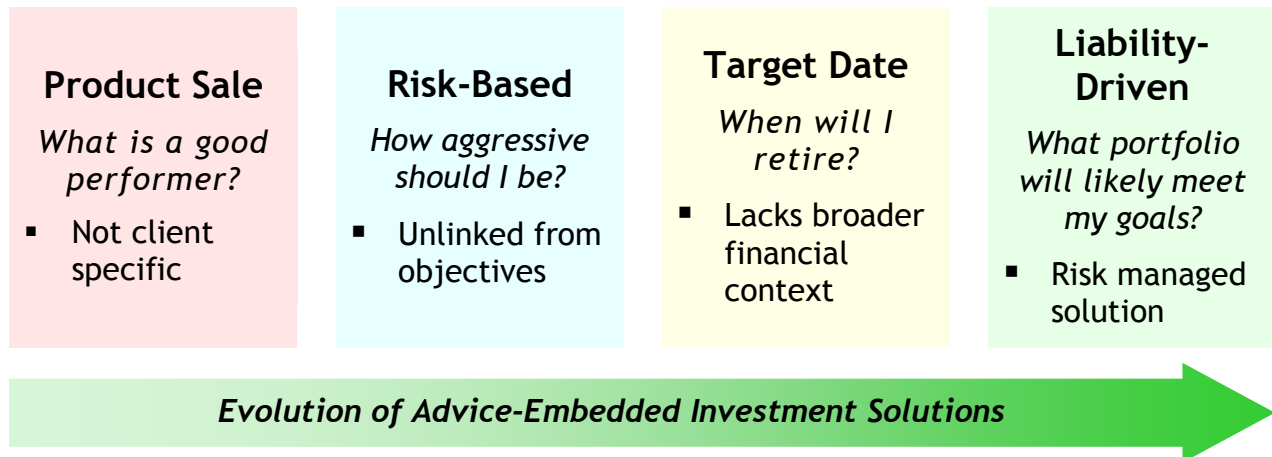 Product Sale
What is a good
performer?
▪ Not client
specific
Risk-Based
How aggressive
should I be?
▪ Unlinked from
objectives
Target Date
When will I
retire?
▪ Lacks broader
financial
context
Liability-
Driven
What portfolio
will likely meet
my goals?
▪ Risk managed
solution
Evolution of Advice-Embedded Investment Solutions